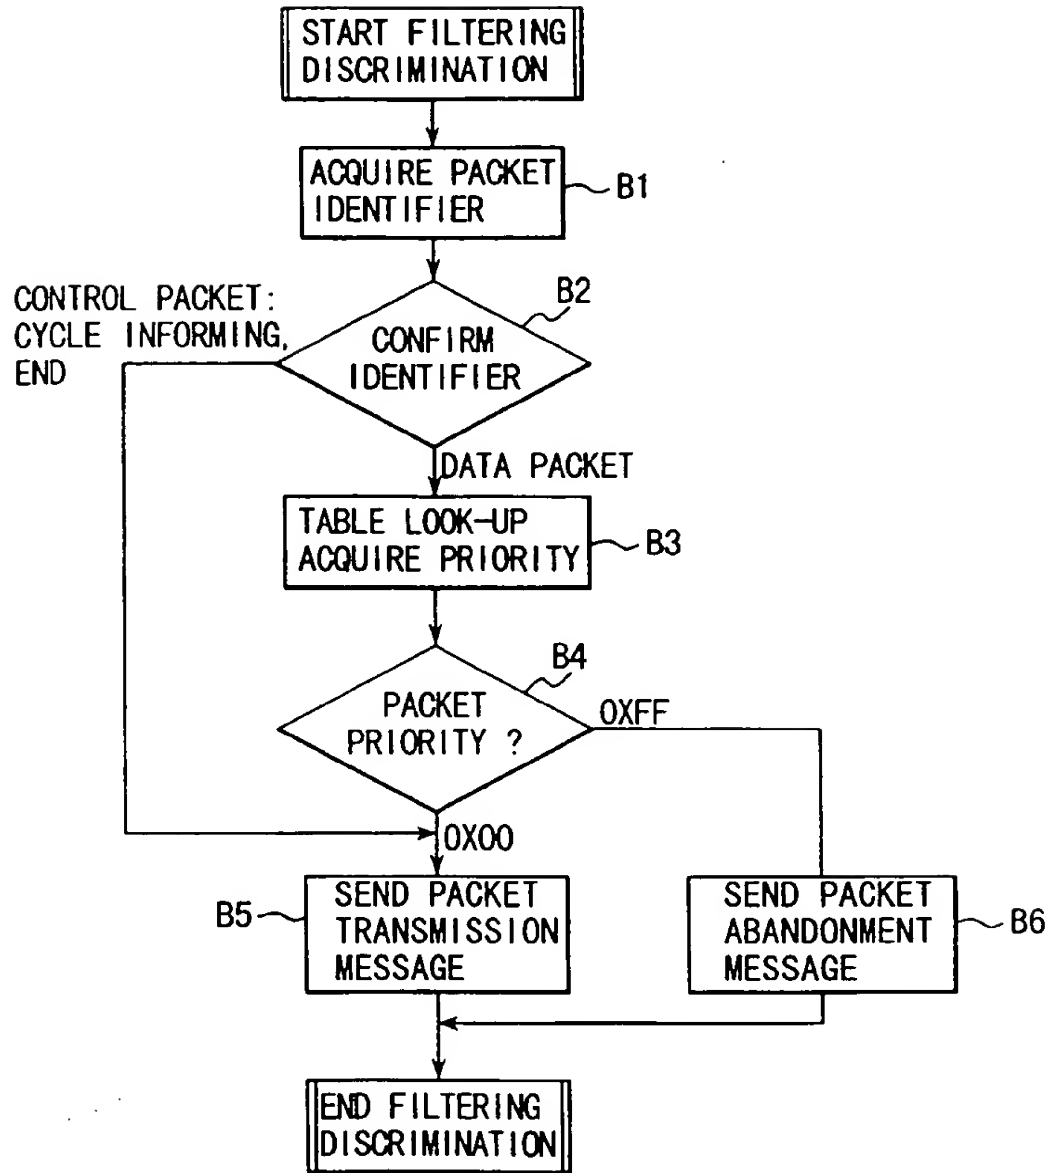 START FILTERING
DISCRIMINATION
ACQUIRE PACKET
IDENTIFIER
B1
CONTROL PACKET:
CYCLE INFORMING,
END
B2
CONFIRM
IDENTIFIER
DATA PACKET
TABLE LOOK-UP
ACQUIRE PRIORITY
B3
B4
PACKET
PRIORITY ?
0XFF
0X00
B5
SEND PACKET
TRANSMISSION
MESSAGE
SEND PACKET
ABANDONMENT
MESSAGE
B6
END FILTERING
DISCRIMINATION